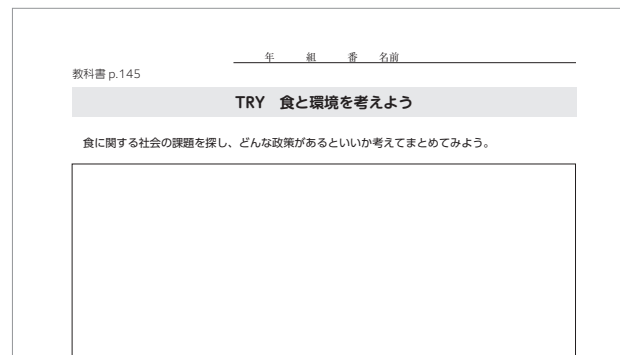 年　組　番　名前
教科書 p.145
TRY　食と環境を考えよう
食に関する社会の課題を探し、どんな政策があるといいか考えてまとめてみよう。